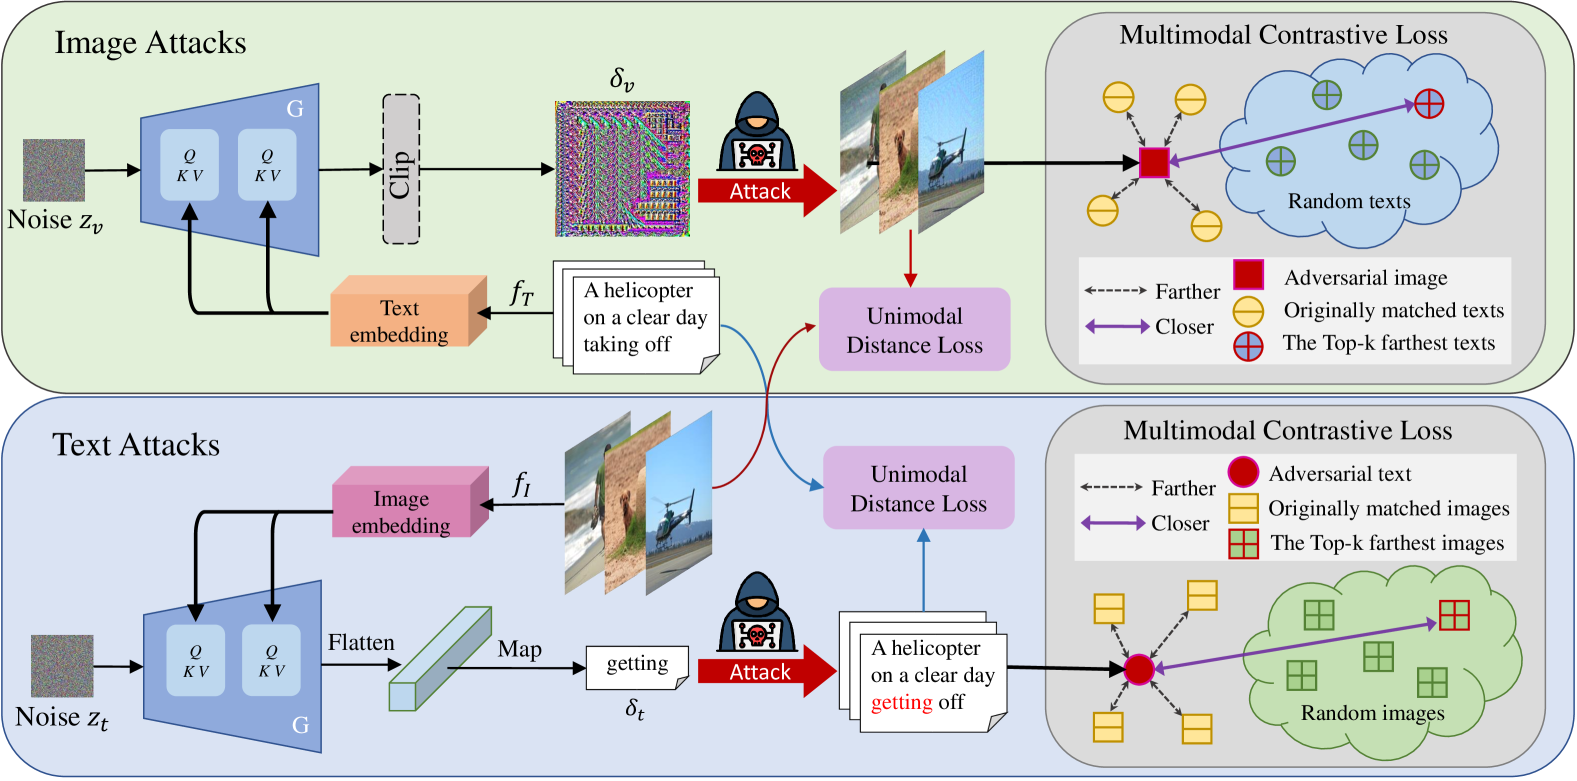 Image Attacks
G
Q
K V
Q
K V
Noise z_v
Clip
δ_v
Attack
Text
embedding
f_T
A helicopter
on a clear day
taking off
Unimodal
Distance Loss
Multimodal Contrastive Loss
Random texts
Farther
Closer
Adversarial image
Originally matched texts
The Top-k farthest texts
Text Attacks
Image
embedding
f_I
Q
K V
Q
K V
G
Noise z_t
Flatten
Map
getting
δ_t
Attack
A helicopter
on a clear day
getting off
Unimodal
Distance Loss
Multimodal Contrastive Loss
Farther
Closer
Adversarial text
Originally matched images
The Top-k farthest images
Random images